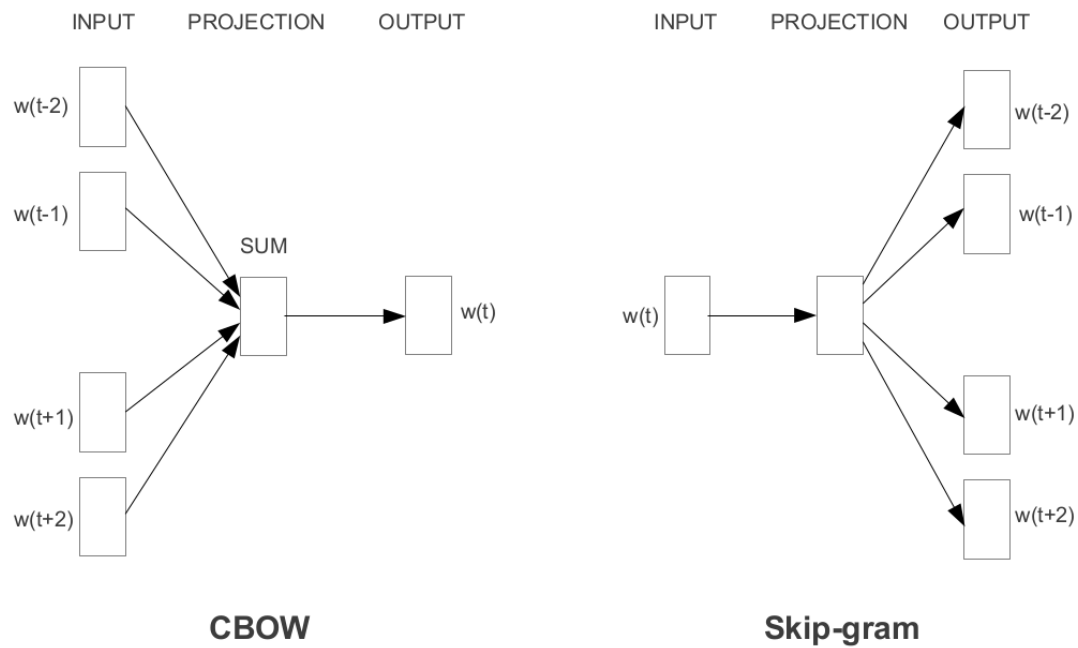 INPUT PROJECTION OUTPUT
w(t-2)
w(t-1)
SUM
w(t)
w(t+1)
w(t+2)
CBOW
INPUT PROJECTION OUTPUT
w(t-2)
w(t-1)
w(t)
w(t+1)
w(t+2)
Skip-gram